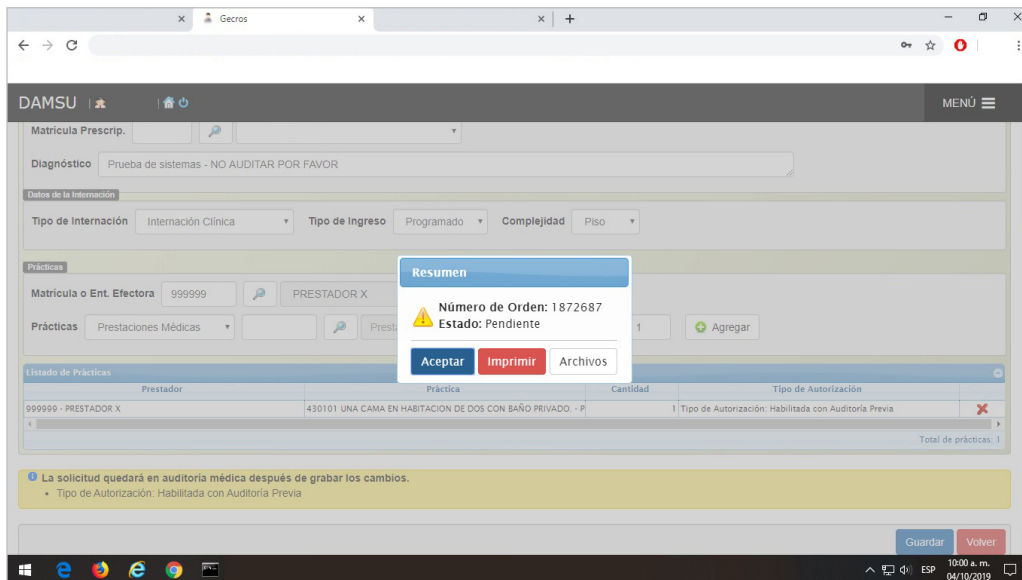 Gecros
DAMSU
MENÚ
Matricula Prescrip.
Diagnóstico Prueba de sistemas - NO AUDITAR POR FAVOR
Datos de la Internación
Tipo de Internación Internación Clínica Tipo de Ingreso Programado Complejidad Piso
Prácticas
Matricula o Ent. Efectora 999999 PRESTADOR X
Prácticas Prestaciones Médicas Presta 1 Agregar
Resumen
Número de Orden: 1872687
Estado: Pendiente
Aceptar Imprimir Archivos
Listado de Prácticas
Prestador Práctica Cantidad Tipo de Autorización
999999 - PRESTADOR X 430101 UNA CAMA EN HABITACION DE DOS CON BAÑO PRIVADO. - P 1 Tipo de Autorización: Habilitada con Auditoría Previa
Total de prácticas: 1
La solicitud quedará en auditoría médica después de grabar los cambios.
• Tipo de Autorización: Habilitada con Auditoría Previa
Guardar Volver
ESP 10:00 a. m.
04/10/2019